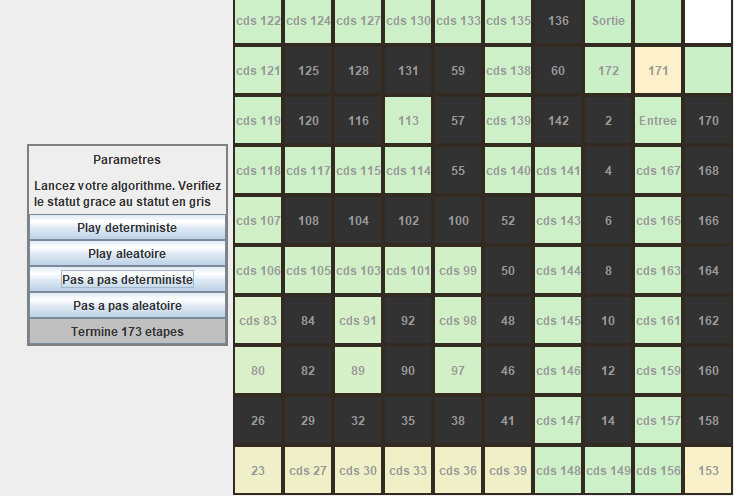 cds 122 cds 124 cds 127 cds 130 cds 133 cds 135 136 Sortie
cds 121 125 128 131 59 cds 138 60 172 171
cds 119 120 116 113 57 cds 139 142 2 Entree 170
Parametres
Lancez votre algorithme. Verifiez
le statut grace au statut en gris
Play deterministe
Play aleatoire
Pas a pas deterministe
Pas a pas aleatoire
Termine 173 etapes
cds 118 cds 117 cds 115 cds 114 55 cds 140 cds 141 4 cds 167 168
cds 107 108 104 102 100 52 cds 143 6 cds 165 166
cds 106 cds 105 cds 103 cds 101 cds 99 50 cds 144 8 cds 163 164
cds 83 84 cds 91 92 cds 98 48 cds 145 10 cds 161 162
80 82 89 90 97 46 cds 146 12 cds 159 160
26 29 32 35 38 41 cds 147 14 cds 157 158
23 cds 27 cds 30 cds 33 cds 36 cds 39 cds 148 cds 149 cds 156 153